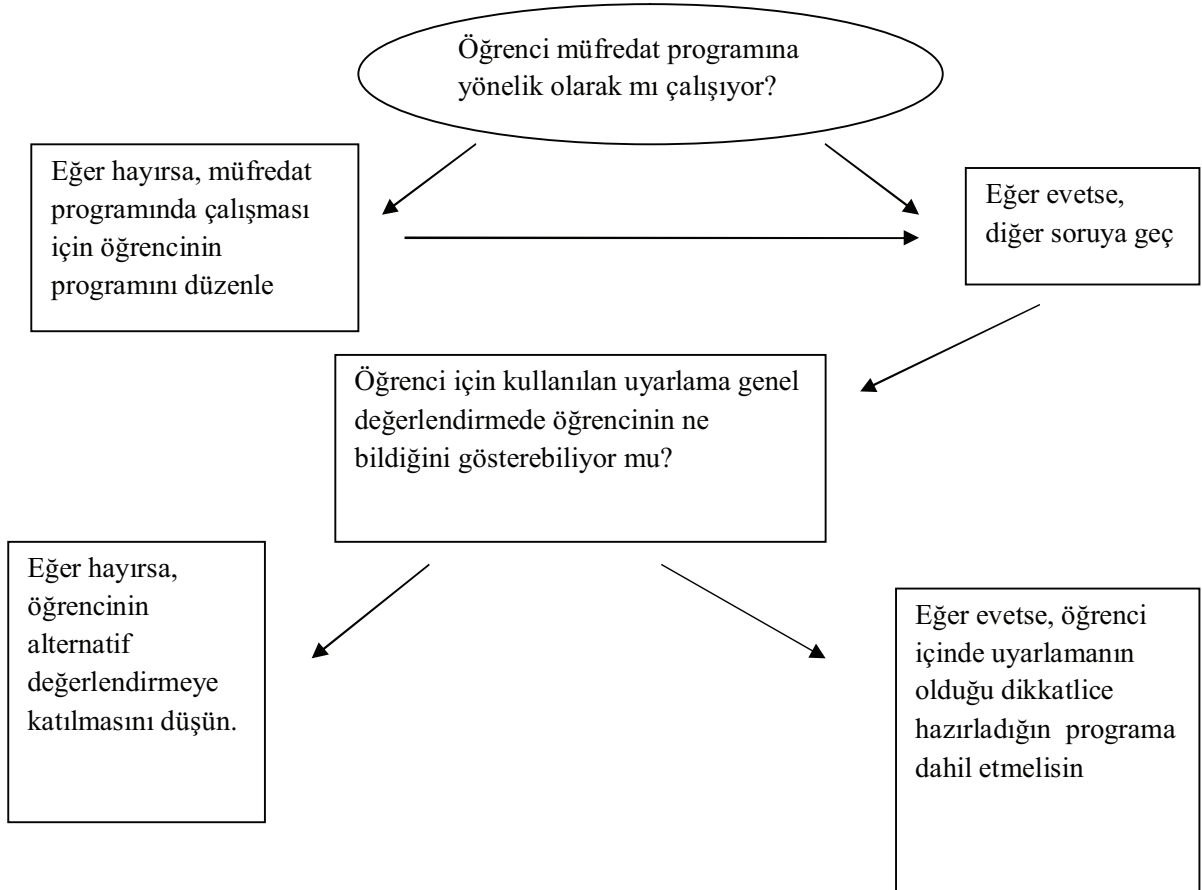 Öğrenci müfredat programına
yönelik olarak mı çalışıyor?
Eğer hayırsa, müfredat
programında çalışması
için öğrencinin
programını düzenle
Eğer evetse,
diğer soruya geç
Öğrenci için kullanılan uyarlama genel
değerlendirmede öğrencinin ne
bildiğini gösterebiliyor mu?
Eğer hayırsa,
öğrencinin
alternatif
değerlendirmeye
katılmasını düşün.
Eğer evetse, öğrenci
içinde uyarlamanın
olduğu dikkatlice
hazırladığın programa
dahil etmelisin